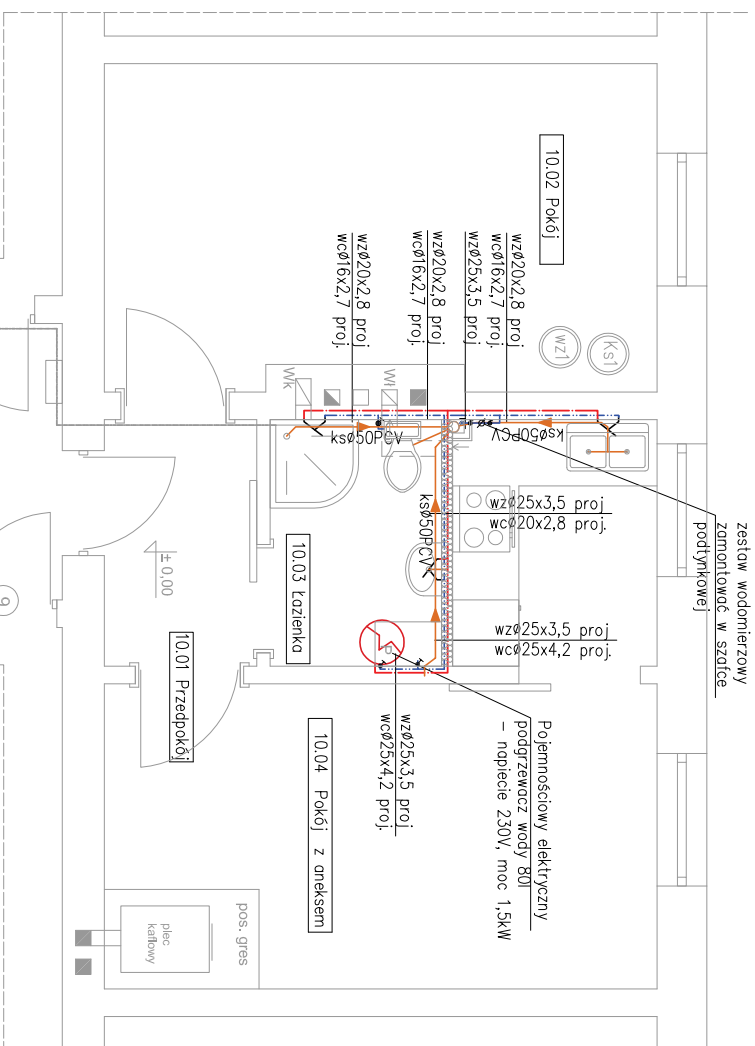 10.02 Pokój
wzø20x2,8 proj
wcø16x2,7 proj.
wzø20x2,8 proj
wcø16x2,7 proj.
wzø25x3,5 proj
wzø20x2,8 proj
wcø16x2,7 proj.
wz1
Ks1
Wk
Wł
ksø50PCV
ksø50PCV
ksø50PCV
wzø25x3,5 proj
wcø20x2,8 proj.
zestaw wodomierzowy
zamontować w szafce
podtynkowej
10.03 Łazienka
± 0,00
10.01 Przedpokój
9
wzø25x3,5 proj
wcø25x4,2 proj.
wzø25x3,5 proj
wcø25x4,2 proj.
Pojemnościowy elektryczny
podgrzewacz wody 80l
– napiecie 230V, moc 1,5kW
10.04 Pokój z aneksem
pos. gres
piec
kaflowy